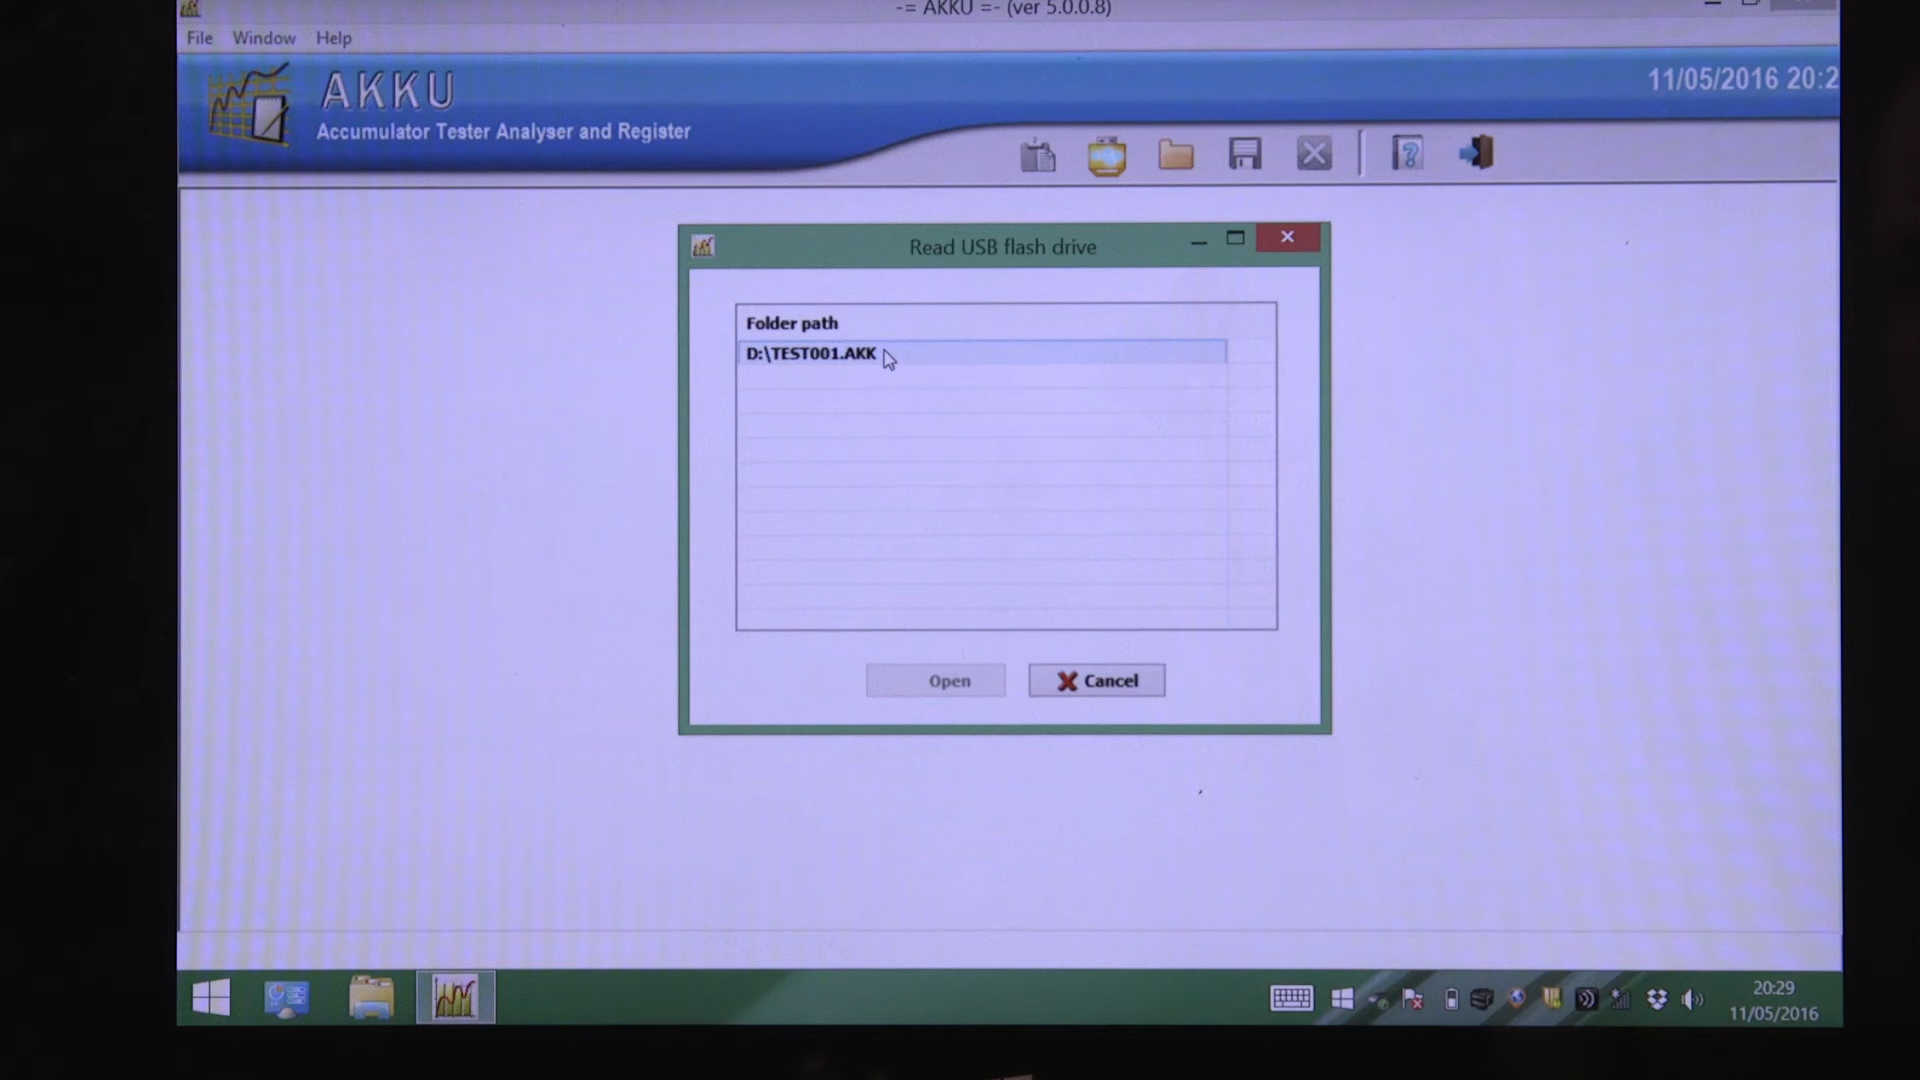 -= AKKU =- (ver 5.0.0.8)
File Window Help
AKKU
11/05/2016 20:2
Accumulator Tester Analyser and Register
Read USB flash drive
Folder path
D:\TEST001.AKK
Open
Cancel
20:29
11/05/2016